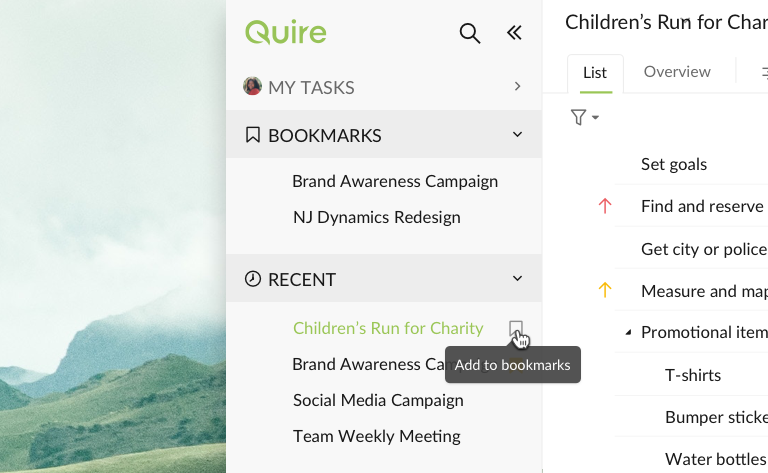 Quire
MY TASKS
BOOKMARKS
Brand Awareness Campaign
NJ Dynamics Redesign
RECENT
Children's Run for Charity
Brand Awareness Ca
Add to bookmarks
Social Media Campaign
Team Weekly Meeting
Children's Run for Char
List
Overview
Set goals
Find and reserve
Get city or police
Measure and map
Promotional item
T-shirts
Bumper sticke
Water bottles